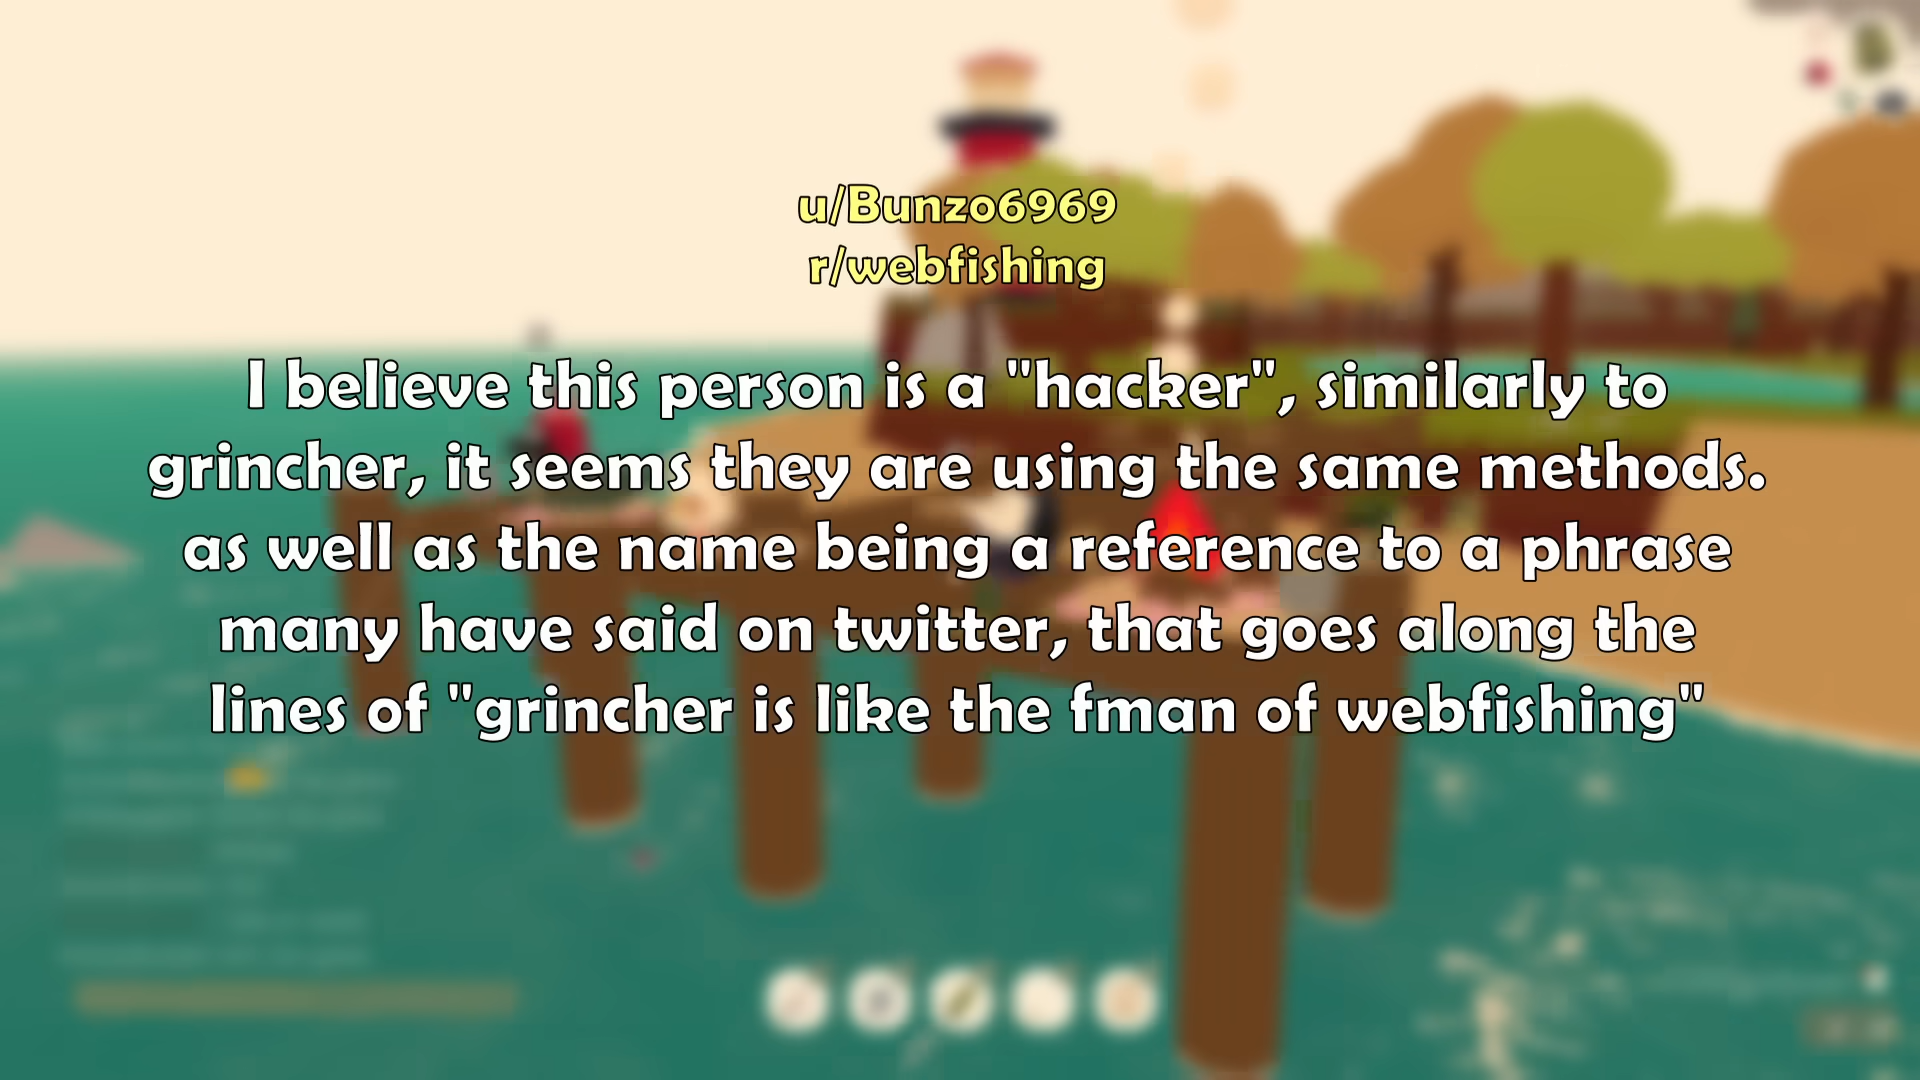 u/Bunzo6969
r/webfishing
I believe this person is a "hacker", similarly to
grincher, it seems they are using the same methods.
as well as the name being a reference to a phrase
many have said on twitter, that goes along the
lines of "grincher is like the fman of webfishing"